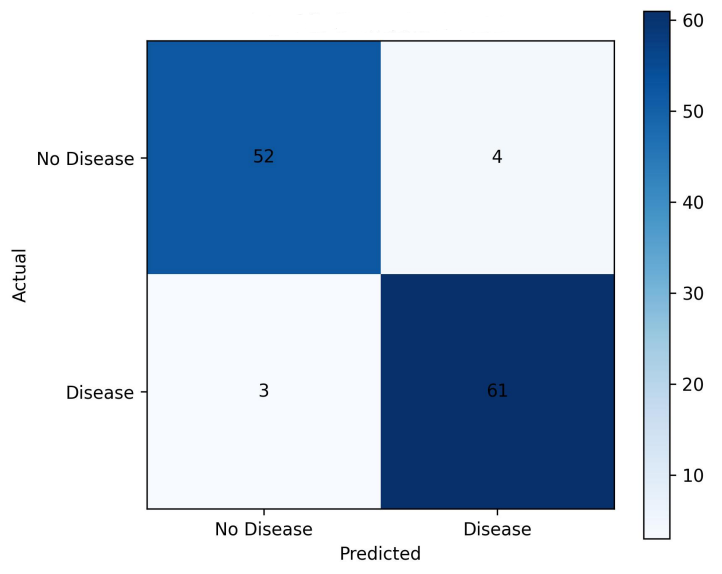 60
50
No Disease 52 4
40
Actual
30
20
Disease 3 61
10
No Disease Disease
Predicted